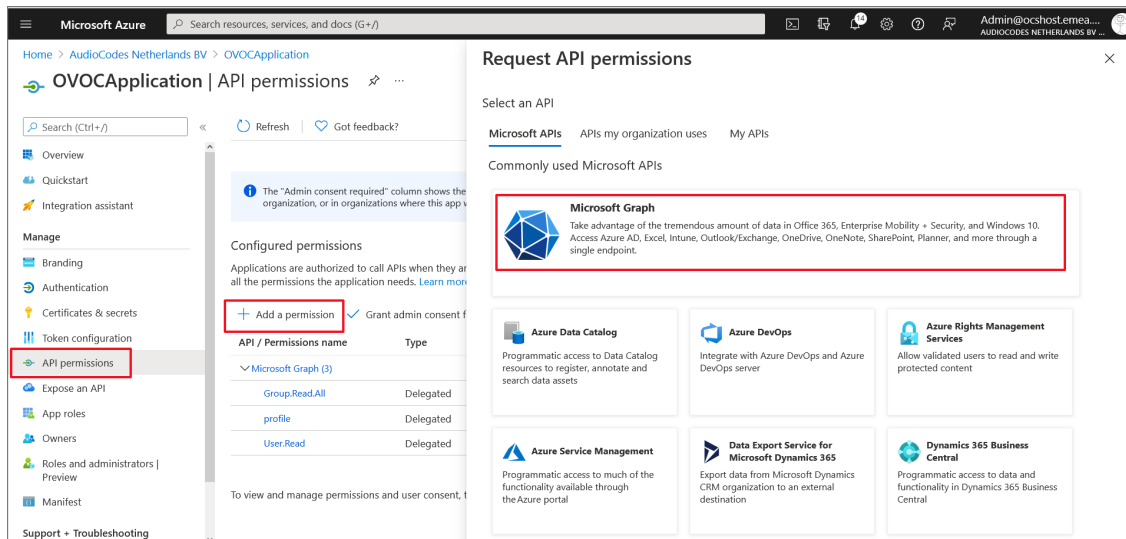 Microsoft Azure
Search resources, services, and docs (G+/)
14
Admin@ocshost.emea....
AUDIOCODES NETHERLANDS BV ...
Home > AudioCodes Netherlands BV > OVOCApplication
OVOCApplication | API permissions
Search (Ctrl+/)
Overview
Quickstart
Integration assistant
Manage
Branding
Authentication
Certificates & secrets
Token configuration
API permissions
Expose an API
App roles
Owners
Roles and administrators |
Preview
Manifest
Support + Troubleshooting
Refresh
Got feedback?
The "Admin consent required" column shows the
organization, or in organizations where this app w
Configured permissions
Applications are authorized to call APIs when they ar
all the permissions the application needs. Learn mor
Add a permission
Grant admin consent f
API / Permissions name Type
Microsoft Graph (3)
Group.Read.All Delegated
profile Delegated
User.Read Delegated
To view and manage permissions and user consent, t
Request API permissions
Select an API
Microsoft APIs APIs my organization uses My APIs
Commonly used Microsoft APIs
Microsoft Graph
Take advantage of the tremendous amount of data in Office 365, Enterprise Mobility + Security, and Windows 10.
Access Azure AD, Excel, Intune, Outlook/Exchange, OneDrive, OneNote, SharePoint, Planner, and more through a
single endpoint.
Azure Data Catalog
Programmatic access to Data Catalog
resources to register, annotate and
search data assets
Azure DevOps
Integrate with Azure DevOps and Azure
DevOps server
Azure Rights Management
Services
Allow validated users to read and write
protected content
Azure Service Management
Programmatic access to much of the
functionality available through
the Azure portal
Data Export Service for
Microsoft Dynamics 365
Export data from Microsoft Dynamics
CRM organization to an external
destination
Dynamics 365 Business
Central
Programmatic access to data and
functionality in Dynamics 365 Business
Central